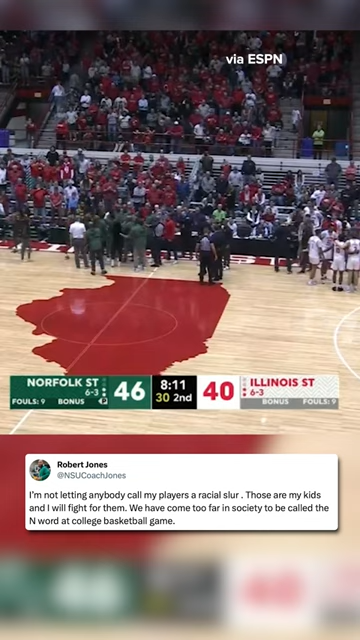 via ESPN
NORFOLK ST
6-3
46
8:11
30 2nd
40
ILLINOIS ST
6-3
FOULS: 9
BONUS
P
BONUS
FOULS: 9
Robert Jones
@NSUCoachJones
I'm not letting anybody call my players a racial slur . Those are my kids
and I will fight for them. We have come too far in society to be called the
N word at college basketball game.